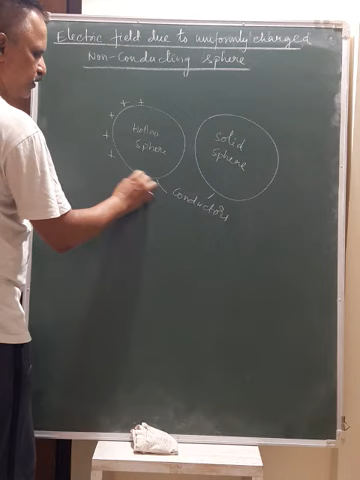 Electric field due to uniformly charged
Non-Conducting sphere
+ +
+
+
+
Hollow
Sphere
Solid
Sphere
Conductors